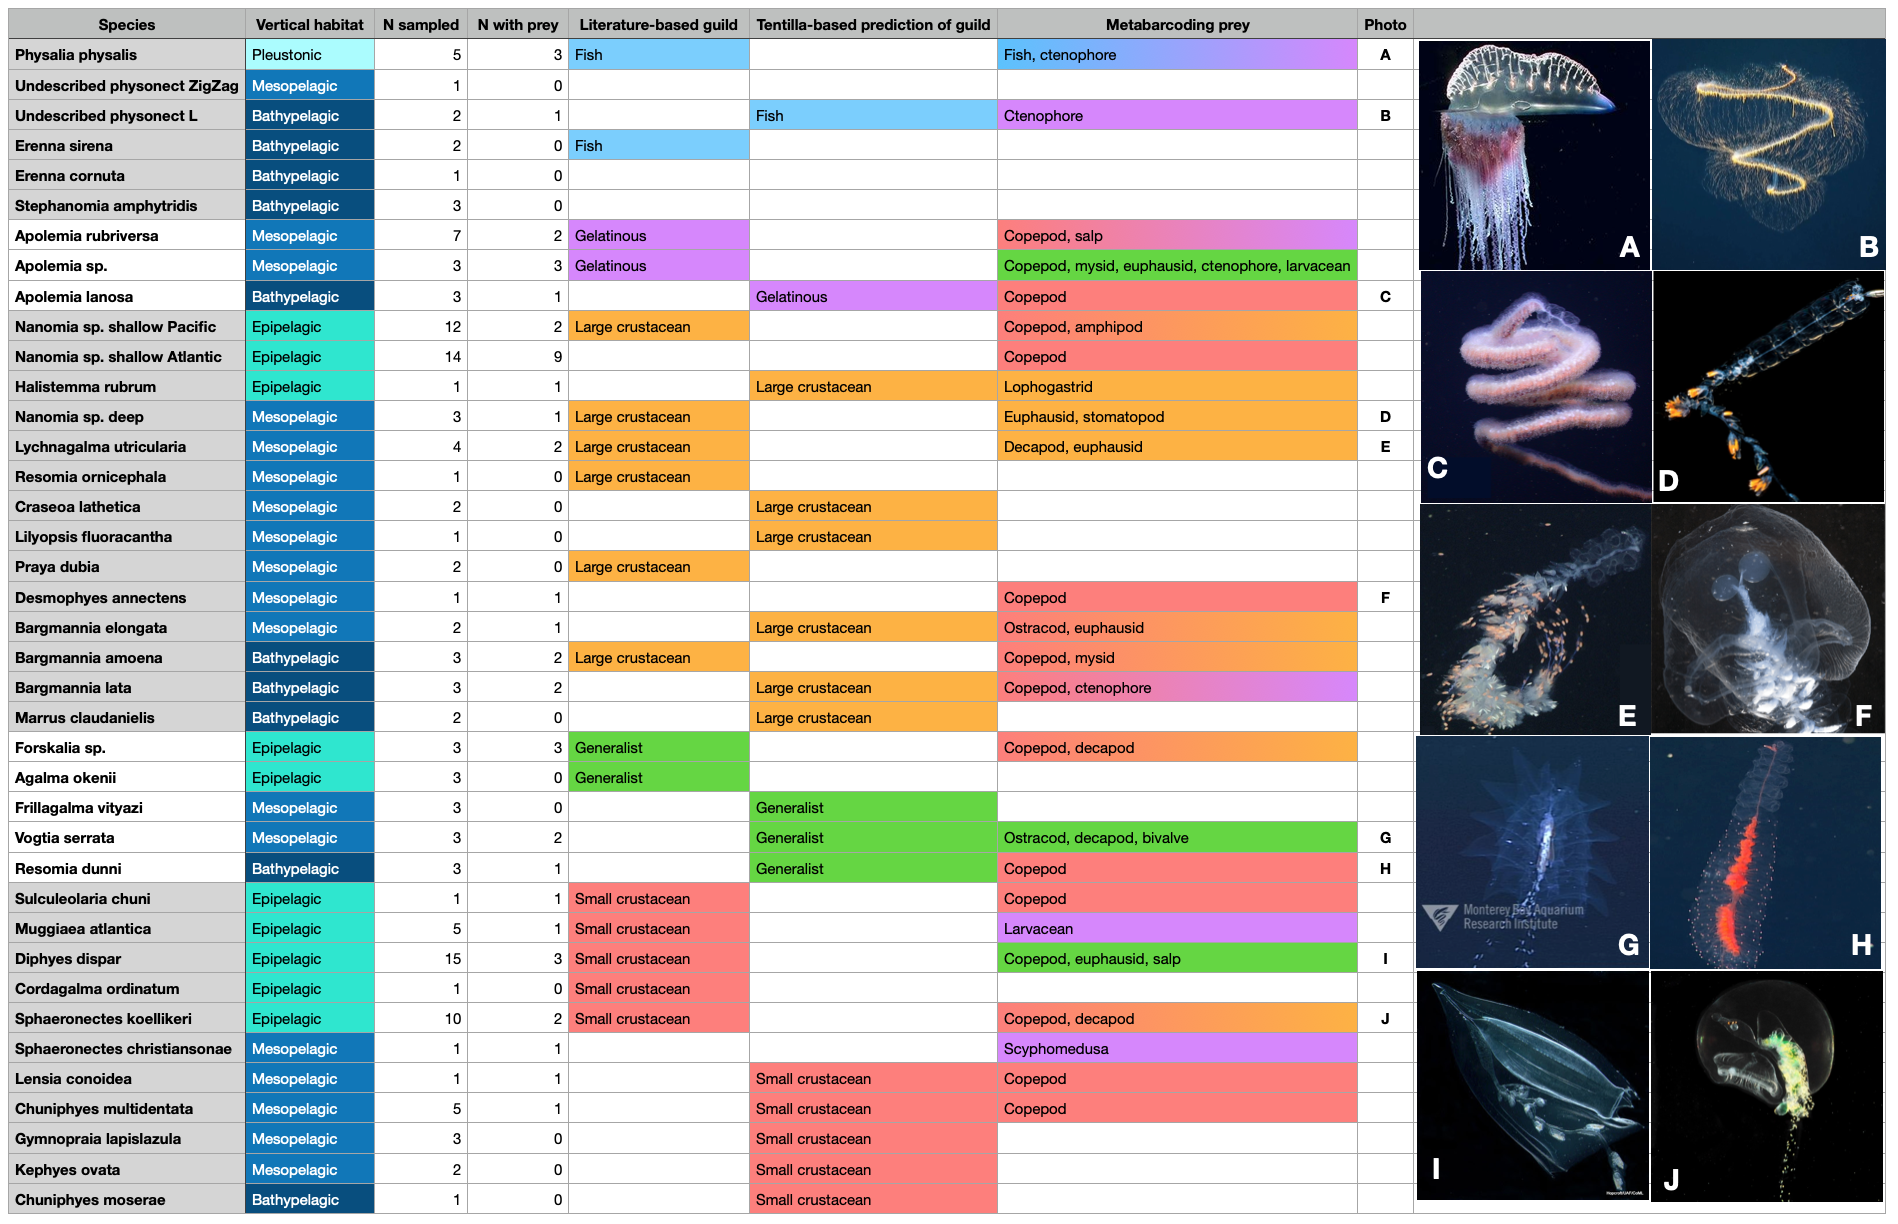 Species Vertical habitat N sampled N with prey Literature-based guild Tentilla-based prediction of guild Metabarcoding prey Photo
Physalia physalis Pleustonic 5 3 Fish Fish, ctenophore A
Undescribed physonect ZigZag Mesopelagic 1 0
Undescribed physonect L Bathypelagic 2 1 Fish Ctenophore B
Erenna sirena Bathypelagic 2 0 Fish
Erenna cornuta Bathypelagic 1 0
Stephanomia amphytridis Bathypelagic 3 0
Apolemia rubriversa Mesopelagic 7 2 Gelatinous Copepod, salp
A B
Apolemia sp. Mesopelagic 3 3 Gelatinous Copepod, mysid, euphausid, ctenophore, larvacean
Apolemia lanosa Bathypelagic 3 1 Gelatinous Copepod C
Nanomia sp. shallow Pacific Epipelagic 12 2 Large crustacean Copepod, amphipod
Nanomia sp. shallow Atlantic Epipelagic 14 9 Copepod
Halistemma rubrum Epipelagic 1 1 Large crustacean Lophogastrid
Nanomia sp. deep Mesopelagic 3 1 Large crustacean Euphausid, stomatopod D
Lychnagalma utricularia Mesopelagic 4 2 Large crustacean Decapod, euphausid E
C D
Resomia ornicephala Mesopelagic 1 0 Large crustacean
Craseoa lathetica Mesopelagic 2 0 Large crustacean
Lilyopsis fluoracantha Mesopelagic 1 0 Large crustacean
Praya dubia Mesopelagic 2 0 Large crustacean
Desmophyes annectens Mesopelagic 1 1 Copepod F
Bargmannia elongata Mesopelagic 2 1 Large crustacean Ostracod, euphausid
Bargmannia amoena Bathypelagic 3 2 Large crustacean Copepod, mysid
Bargmannia lata Bathypelagic 3 2 Large crustacean Copepod, ctenophore
Marrus claudanielis Bathypelagic 2 0 Large crustacean
E F
Forskalia sp. Epipelagic 3 3 Generalist Copepod, decapod
Agalma okenii Epipelagic 3 0 Generalist
Frillagalma vityazi Mesopelagic 3 0 Generalist
Vogtia serrata Mesopelagic 3 2 Generalist Ostracod, decapod, bivalve G
Resomia dunni Bathypelagic 3 1 Generalist Copepod H
Sulculeolaria chuni Epipelagic 1 1 Small crustacean Copepod
Monterey Bay Aquarium
Research Institute
Muggiaea atlantica Epipelagic 5 1 Small crustacean Larvacean
G H
Diphyes dispar Epipelagic 15 3 Small crustacean Copepod, euphausid, salp I
Cordagalma ordinatum Epipelagic 1 0 Small crustacean
Sphaeronectes koellikeri Epipelagic 10 2 Small crustacean Copepod, decapod J
Sphaeronectes christiansonae Mesopelagic 1 1 Scyphomedusa
Lensia conoidea Mesopelagic 1 1 Small crustacean Copepod
Chuniphyes multidentata Mesopelagic 5 1 Small crustacean Copepod
Gymnopraia lapislazula Mesopelagic 3 0 Small crustacean
Kephyes ovata Mesopelagic 2 0 Small crustacean
I J
Chuniphyes moserae Bathypelagic 1 0 Small crustacean